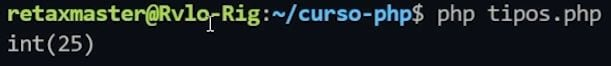 retaxmaster@Rvlo-Rig:~/curso-php$ php tipos.php
int(25)